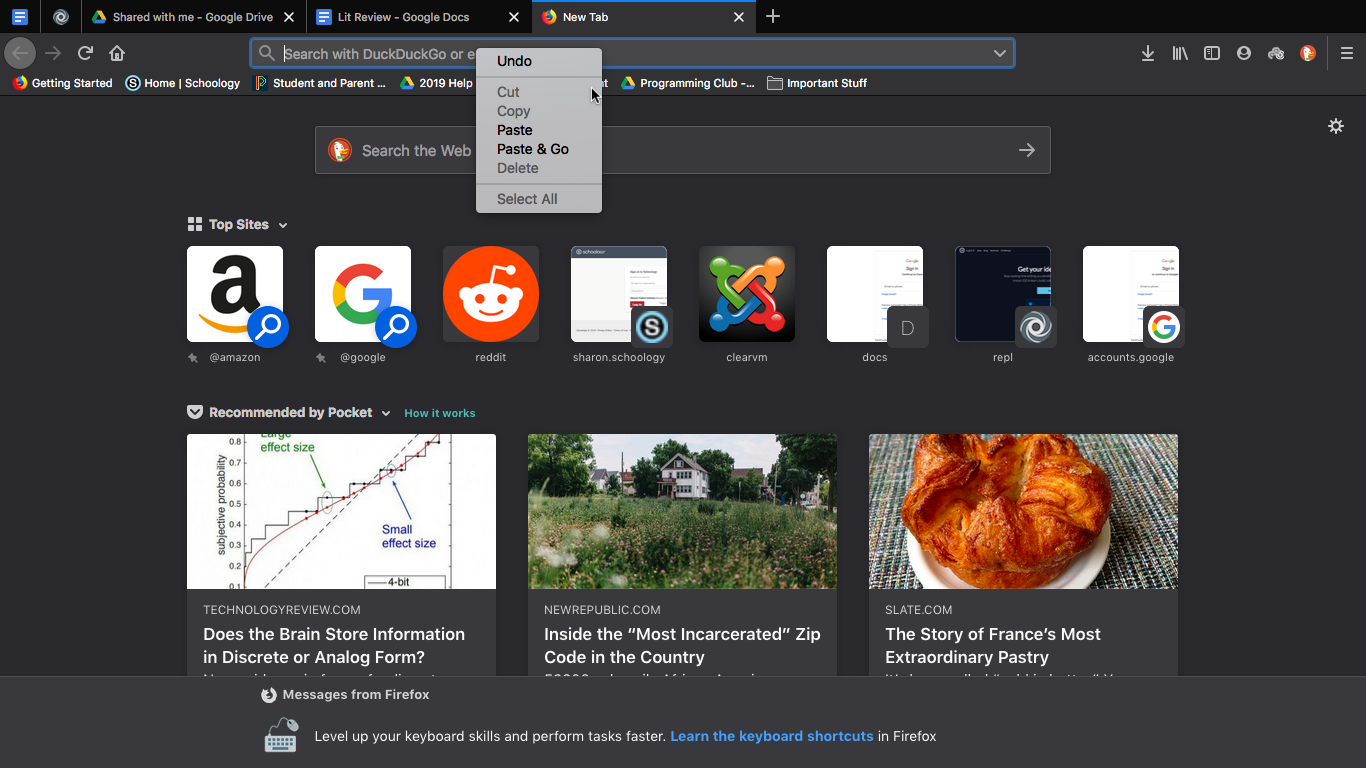 Shared with me - Google Drive
Lit Review - Google Docs
New Tab
Search with DuckDuckGo or e
Getting Started
Home | Schoology
Student and Parent ...
2019 Help
Programming Club -...
Important Stuff
Undo
Cut
Copy
Paste
Paste & Go
Delete
Select All
Search the Web
Top Sites
@amazon
@google
reddit
sharon.schoology
clearvm
docs
repl
accounts.google
Recommended by Pocket
How it works
Large
effect size
Small
effect size
subjective probability
0.8
0.7
0.6
0.5
0.4
0.3
0.2
0.1
4-bit
TECHNOLOGYREVIEW.COM
Does the Brain Store Information
in Discrete or Analog Form?
NEWREPUBLIC.COM
Inside the “Most Incarcerated” Zip
Code in the Country
SLATE.COM
The Story of France’s Most
Extraordinary Pastry
Messages from Firefox
Level up your keyboard skills and perform tasks faster. Learn the keyboard shortcuts in Firefox